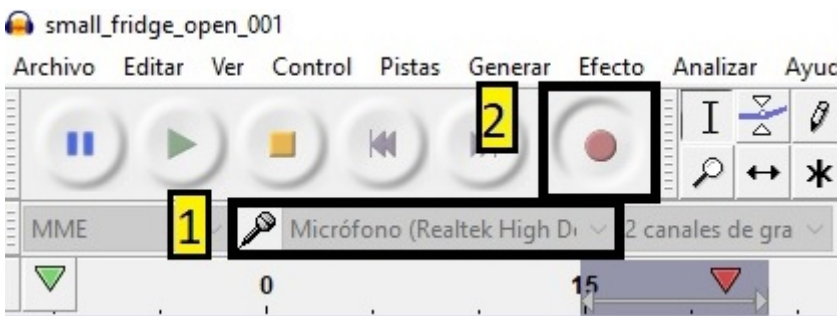 small_fridge_open_001
Archivo Editar Ver Control Pistas Generar Efecto Analizar Ayud
2
I
1
MME Micrófono (Realtek High D 2 canales de gra
0 15